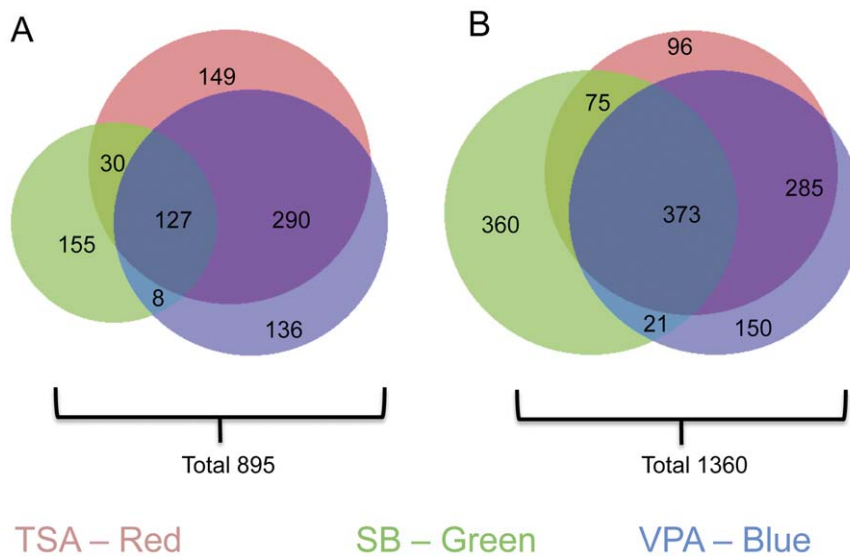 A
B
149
30
127
290
155
8
136
96
75
285
360
373
21
150
Total 895
Total 1360
TSA – Red
SB – Green
VPA – Blue